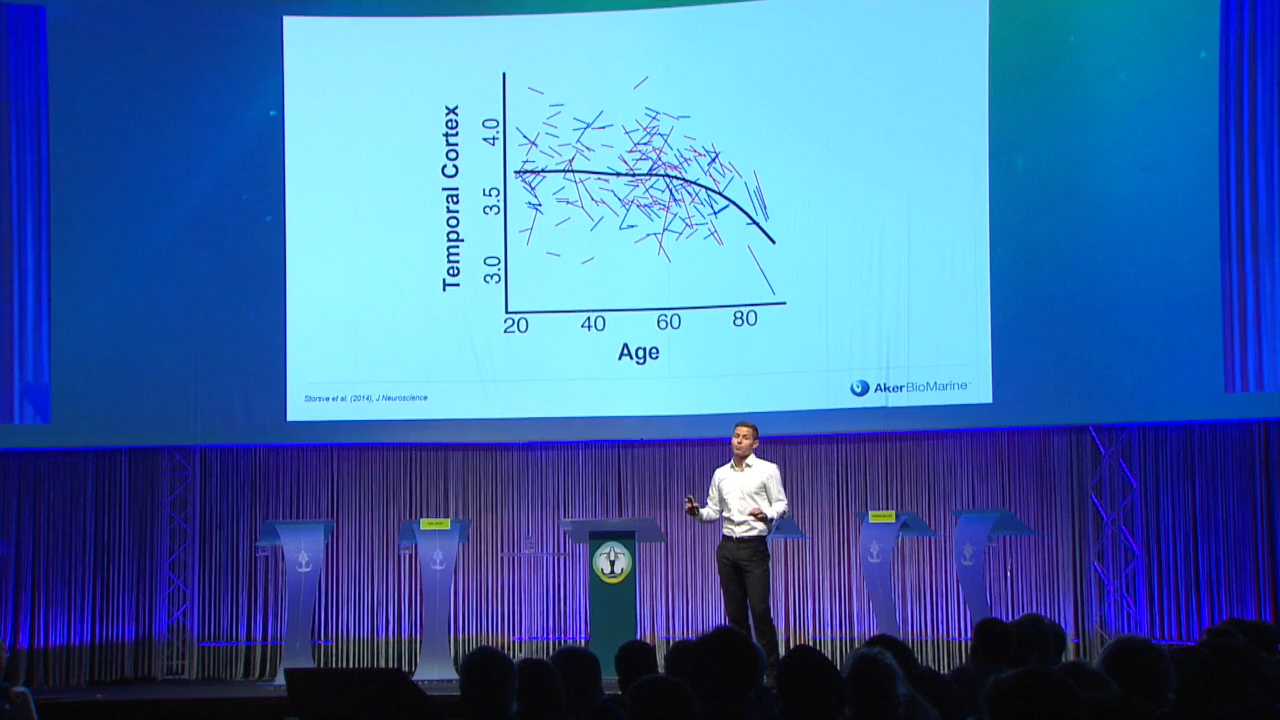 Temporal Cortex
4.0
3.5
3.0
20 40 60 80
Age
Storsve et al. (2014), J Neuroscience
AkerBioMarine